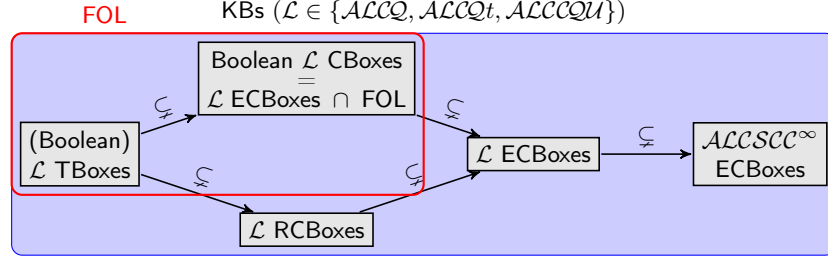 FOL
KBs (ℒ ∈ {𝒜ℒ𝒞𝒬, 𝒜ℒ𝒞𝒬t, 𝒜ℒ𝒞𝒞𝒬𝒰})
Boolean ℒ CBoxes
=
ℒ ECBoxes ∩ FOL
⊊
⊊
(Boolean)
ℒ TBoxes
ℒ ECBoxes
⊊
𝒜ℒ𝒞𝒮𝒞𝒞∞
ECBoxes
⊊
⊊
ℒ RCBoxes